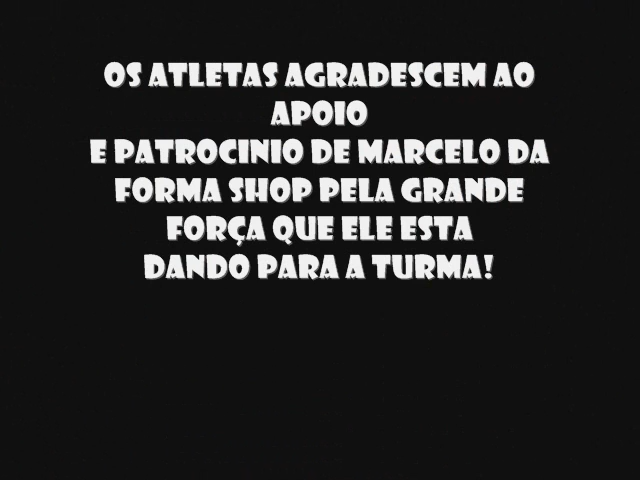 OS ATLETAS AGRADESCEM AO
APOIO
E PATROCINIO DE MARCELO DA
FORMA SHOP PELA GRANDE
FORÇA QUE ELE ESTA
DANDO PARA A TURMA!